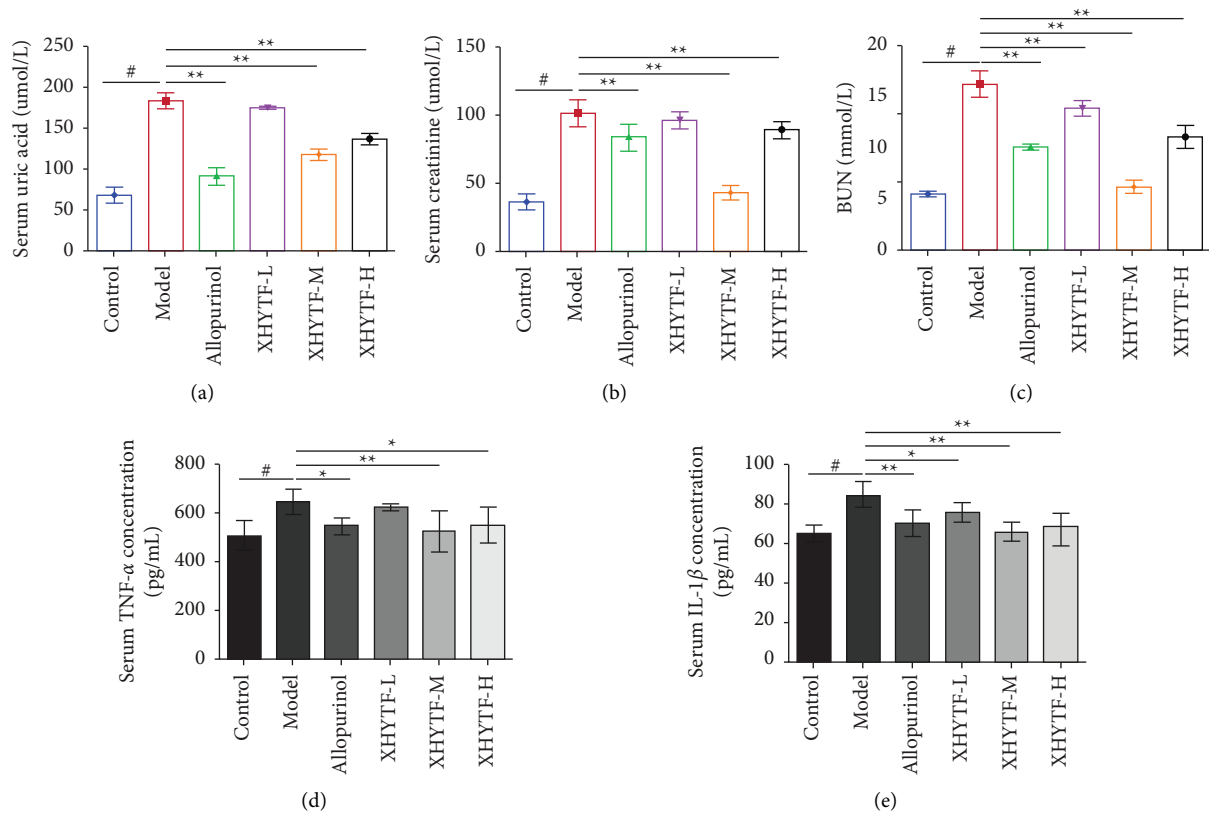 Serum uric acid (umol/L)
250
200
150
100
50
0
#
**
**
**
Control
Model
Allopurinol
XHYTF-L
XHYTF-M
XHYTF-H
(a)
Serum creatinine (umol/L)
150
100
50
0
#
**
**
**
Control
Model
Allopurinol
XHYTF-L
XHYTF-M
XHYTF-H
(b)
BUN (mmol/L)
20
15
10
5
0
#
**
**
**
**
Control
Model
Allopurinol
XHYTF-L
XHYTF-M
XHYTF-H
(c)
Serum TNF-α concentration
(pg/mL)
800
600
400
200
0
#
*
**
*
Control
Model
Allopurinol
XHYTF-L
XHYTF-M
XHYTF-H
(d)
Serum IL-1β concentration
(pg/mL)
100
80
60
40
20
0
#
**
*
**
**
Control
Model
Allopurinol
XHYTF-L
XHYTF-M
XHYTF-H
(e)